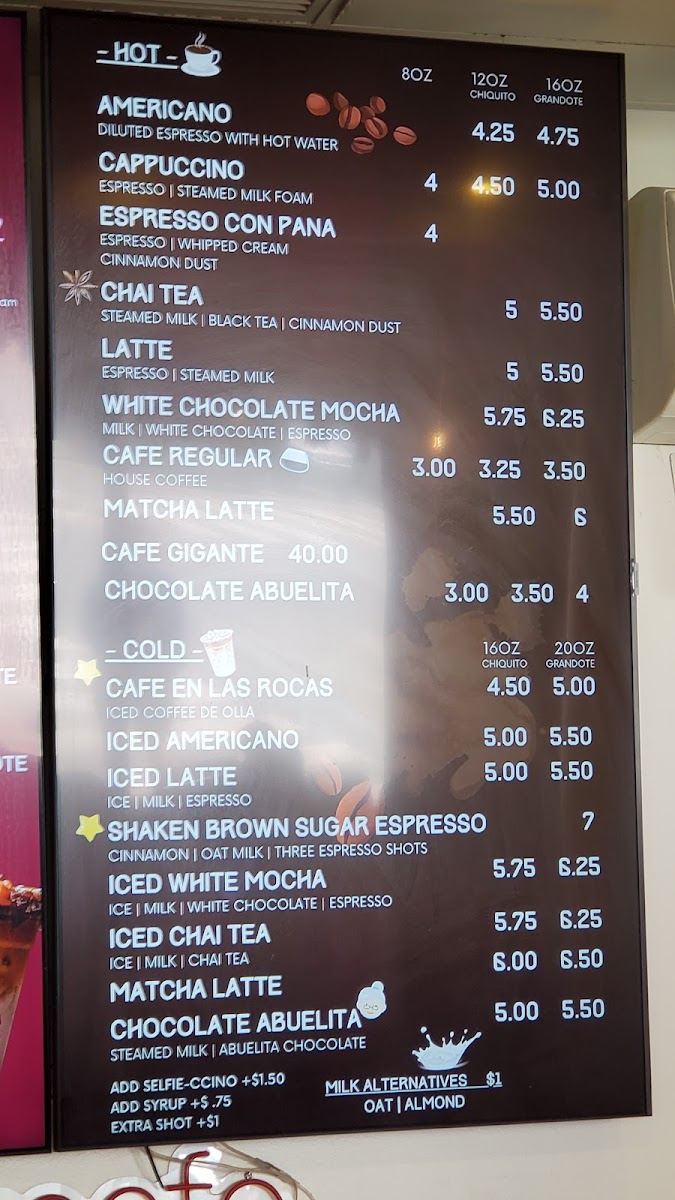 - HOT -
8OZ 12OZ 16OZ
CHIQUITO GRANDOTE
AMERICANO 4.25 4.75
DILUTED ESPRESSO WITH HOT WATER
CAPPUCCINO 4 4.50 5.00
ESPRESSO | STEAMED MILK FOAM
ESPRESSO CON PANA 4
ESPRESSO | WHIPPED CREAM
CINNAMON DUST
CHAI TEA 5 5.50
STEAMED MILK | BLACK TEA | CINNAMON DUST
LATTE 5 5.50
ESPRESSO | STEAMED MILK
WHITE CHOCOLATE MOCHA 5.75 6.25
MILK | WHITE CHOCOLATE | ESPRESSO
CAFE REGULAR 3.00 3.25 3.50
HOUSE COFFEE
MATCHA LATTE 5.50 6
CAFE GIGANTE 40.00
CHOCOLATE ABUELITA 3.00 3.50 4
- COLD -
16OZ 20OZ
CHIQUITO GRANDOTE
CAFE EN LAS ROCAS 4.50 5.00
ICED COFFEE DE OLLA
ICED AMERICANO 5.00 5.50
ICED LATTE 5.00 5.50
ICE | MILK | ESPRESSO
SHAKEN BROWN SUGAR ESPRESSO 7
CINNAMON | OAT MILK | THREE ESPRESSO SHOTS
ICED WHITE MOCHA 5.75 6.25
ICE | MILK | WHITE CHOCOLATE | ESPRESSO
ICED CHAI TEA 5.75 6.25
ICE | MILK | CHAI TEA
MATCHA LATTE 6.00 6.50
CHOCOLATE ABUELITA 5.00 5.50
STEAMED MILK | ABUELITA CHOCOLATE
ADD SELFIE-CCINO +$1.50
ADD SYRUP +$ .75
EXTRA SHOT +$1
MILK ALTERNATIVES $1
OAT | ALMOND